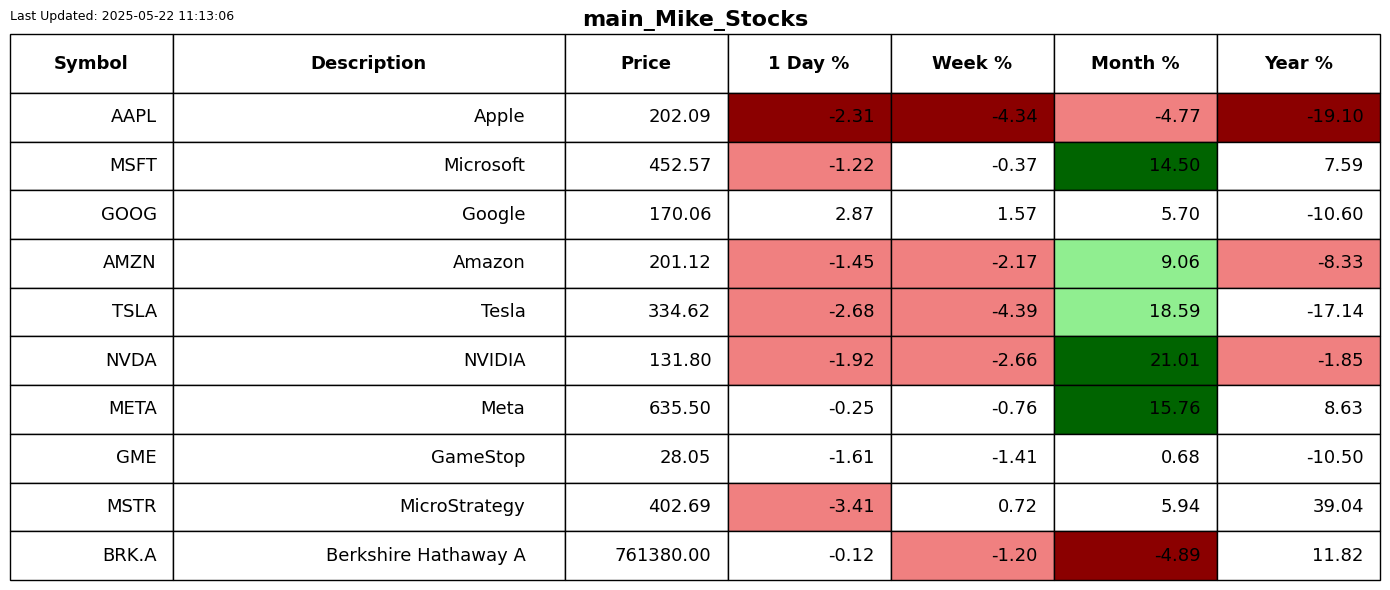 Last Updated: 2025-05-22 11:13:06
main_Mike_Stocks
Symbol Description Price 1 Day % Week % Month % Year %
AAPL Apple 202.09 -2.31 -4.34 -4.77 -19.10
MSFT Microsoft 452.57 -1.22 -0.37 14.50 7.59
GOOG Google 170.06 2.87 1.57 5.70 -10.60
AMZN Amazon 201.12 -1.45 -2.17 9.06 -8.33
TSLA Tesla 334.62 -2.68 -4.39 18.59 -17.14
NVDA NVIDIA 131.80 -1.92 -2.66 21.01 -1.85
META Meta 635.50 -0.25 -0.76 15.76 8.63
GME GameStop 28.05 -1.61 -1.41 0.68 -10.50
MSTR MicroStrategy 402.69 -3.41 0.72 5.94 39.04
BRK.A Berkshire Hathaway A 761380.00 -0.12 -1.20 -4.89 11.82